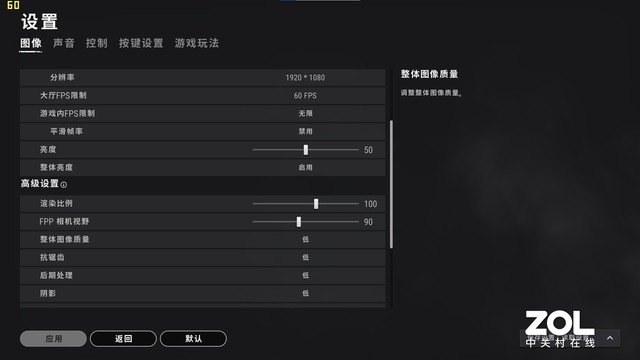 60
设置
图像 声音 控制 按键设置 游戏玩法
分辨率 1920 * 1080
大厅FPS限制 60 FPS
游戏内FPS限制 无限
平滑帧率 禁用
亮度 50
整体亮度 启用
高级设置
渲染比例 100
FPP 相机视野 90
整体图像质量 低
抗锯齿 低
后期处理 低
阴影 低
整体图像质量
调整整体图像质量。
应用 返回 默认
ZOL
中关村在线